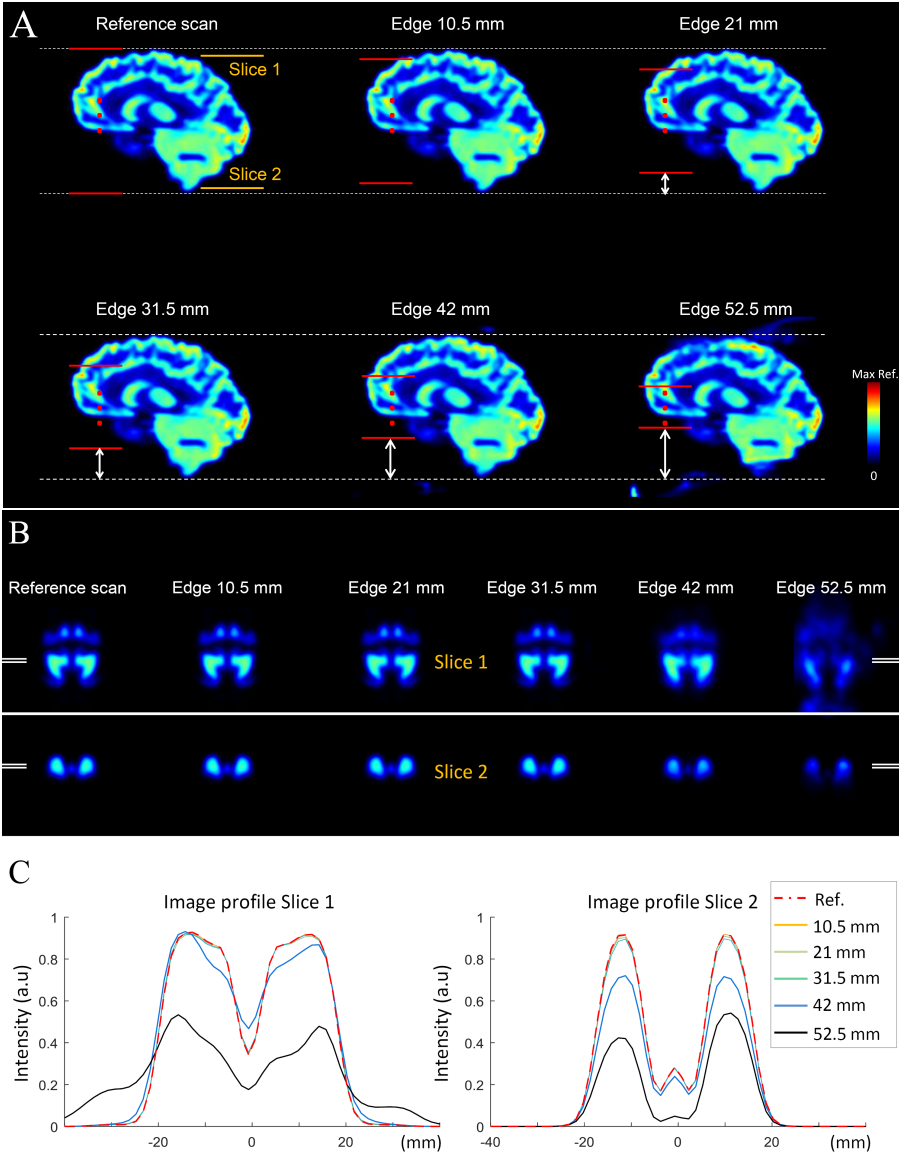 A
Reference scan
Edge 10.5 mm
Edge 21 mm
Slice 1
Slice 2
Edge 31.5 mm
Edge 42 mm
Edge 52.5 mm
Max Ref.
0
B
Reference scan
Edge 10.5 mm
Edge 21 mm
Edge 31.5 mm
Edge 42 mm
Edge 52.5 mm
Slice 1
Slice 2
C
Image profile Slice 1
Intensity (a.u)
1
0.8
0.6
0.4
0.2
0
-20
0
20
(mm)
Image profile Slice 2
Intensity (a.u)
1
0.8
0.6
0.4
0.2
0
-40
-20
0
20
(mm)
Ref.
10.5 mm
21 mm
31.5 mm
42 mm
52.5 mm